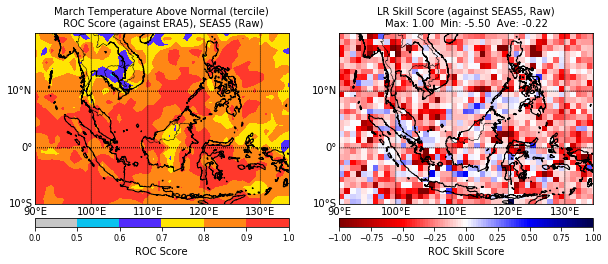 March Temperature Above Normal (tercile)
ROC Score (against ERA5), SEAS5 (Raw)
10°N
0°
10°S
90°E 100°E 110°E 120°E 130°E
0.0 0.5 0.6 0.7 0.8 0.9 1.0
ROC Score
LR Skill Score (against SEAS5, Raw)
Max: 1.00 Min: -5.50 Ave: -0.22
10°N
0°
10°S
90°E 100°E 110°E 120°E 130°E
−1.00 −0.75 −0.50 −0.25 0.00 0.25 0.50 0.75 1.00
ROC Skill Score